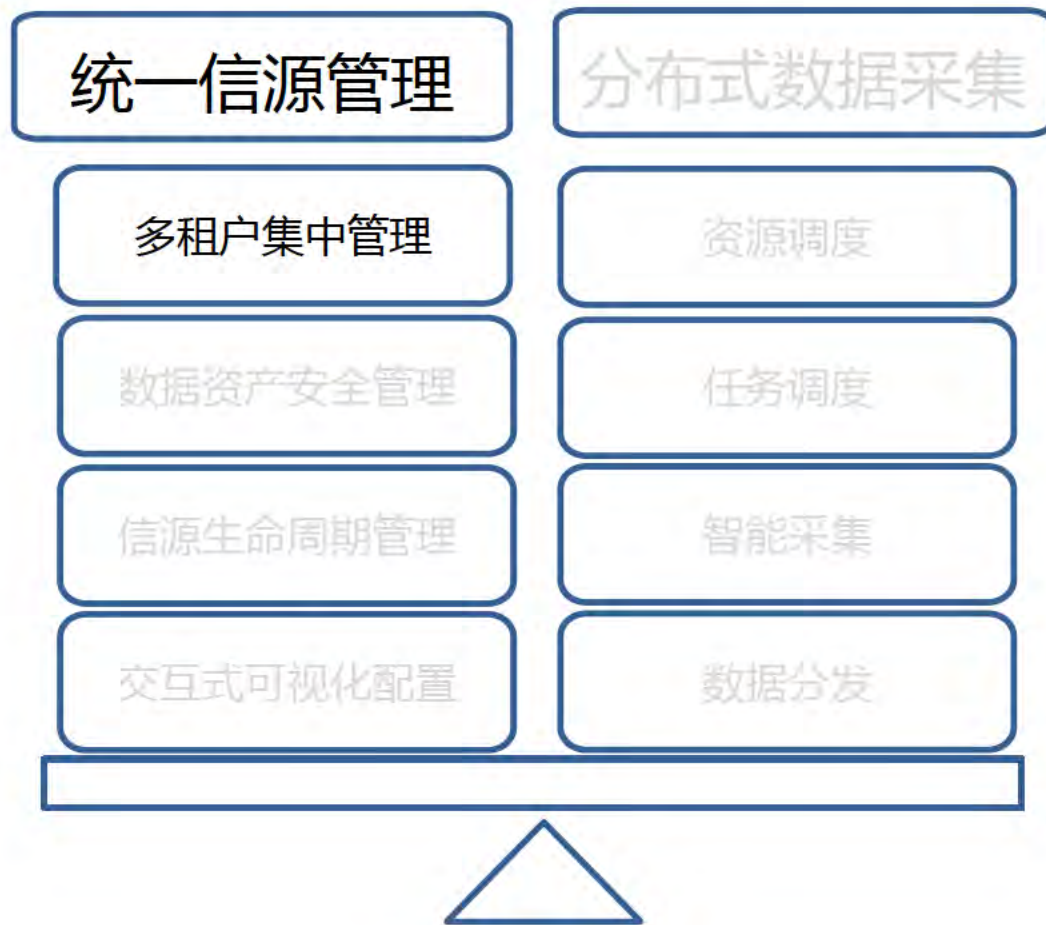 统一信源管理
分布式数据采集
多租户集中管理
资源调度
数据资产安全管理
任务调度
信源生命周期管理
智能采集
交互式可视化配置
数据分发